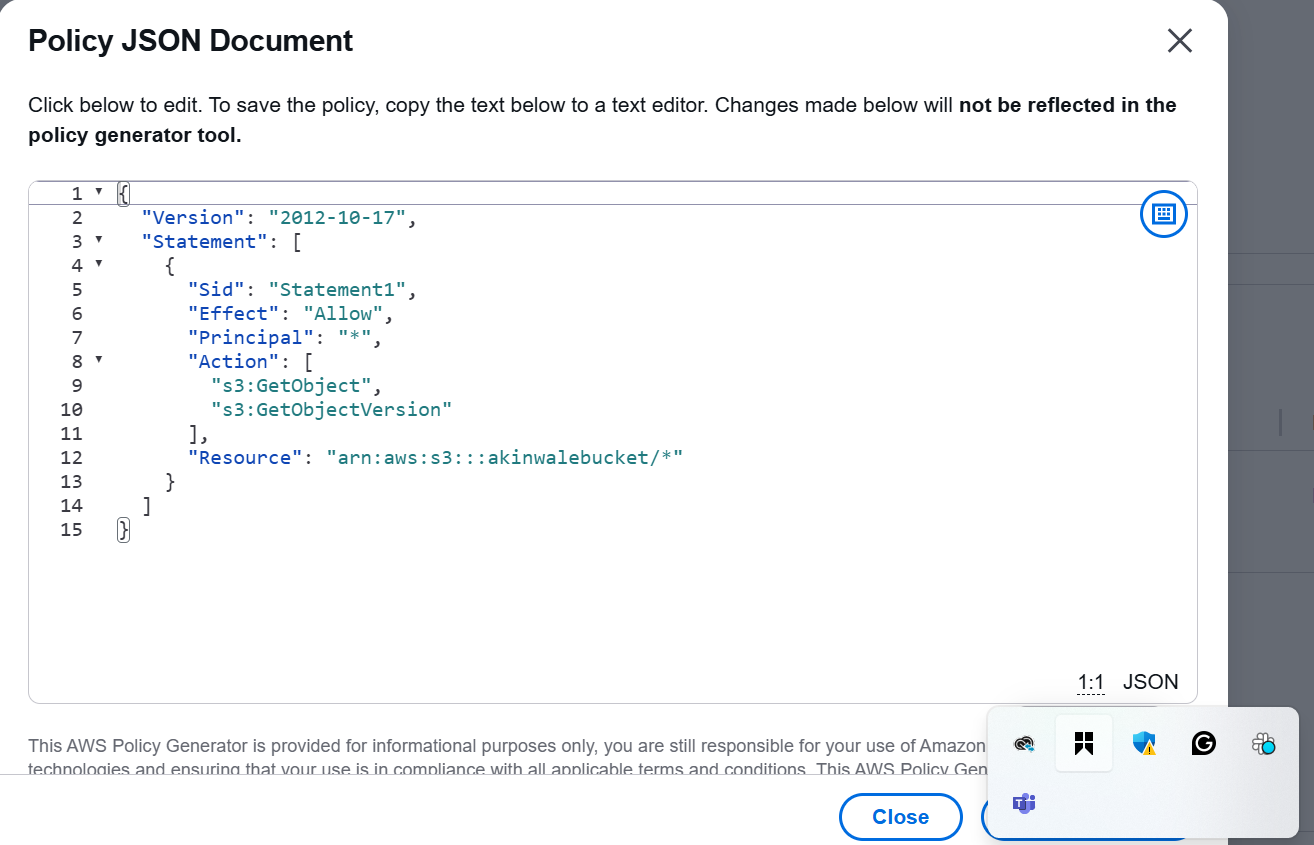 Policy JSON Document
Click below to edit. To save the policy, copy the text below to a text editor. Changes made below will not be reflected in the
policy generator tool.
1 {
2 "Version": "2012-10-17",
3 "Statement": [
4 {
5 "Sid": "Statement1",
6 "Effect": "Allow",
7 "Principal": "*",
8 "Action": [
9 "s3:GetObject",
10 "s3:GetObjectVersion"
11 ],
12 "Resource": "arn:aws:s3:::akinwalebucket/*"
13 }
14 ]
15 }
1:1 JSON
This AWS Policy Generator is provided for informational purposes only, you are still responsible for your use of Amazon
technologies and ensuring that your use is in compliance with all applicable terms and conditions. This AWS Policy Gen
Close